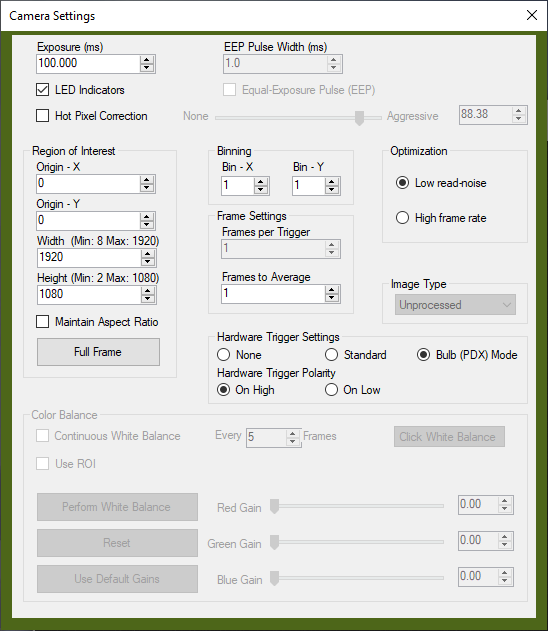 Camera Settings
Exposure (ms)
100.000
EEP Pulse Width (ms)
1.0
LED Indicators
Equal-Exposure Pulse (EEP)
Hot Pixel Correction
None
Aggressive
88.38
Region of Interest
Origin - X
0
Origin - Y
0
Width (Min: 8 Max: 1920)
1920
Height (Min: 2 Max: 1080)
1080
Maintain Aspect Ratio
Full Frame
Binning
Bin - X
Bin - Y
1
1
Frame Settings
Frames per Trigger
1
Frames to Average
1
Optimization
Low read-noise
High frame rate
Image Type
Unprocessed
Hardware Trigger Settings
None
Standard
Bulb (PDX) Mode
Hardware Trigger Polarity
On High
On Low
Color Balance
Continuous White Balance
Every
5
Frames
Click White Balance
Use ROI
Perform White Balance
Red Gain
0.00
Reset
Green Gain
0.00
Use Default Gains
Blue Gain
0.00